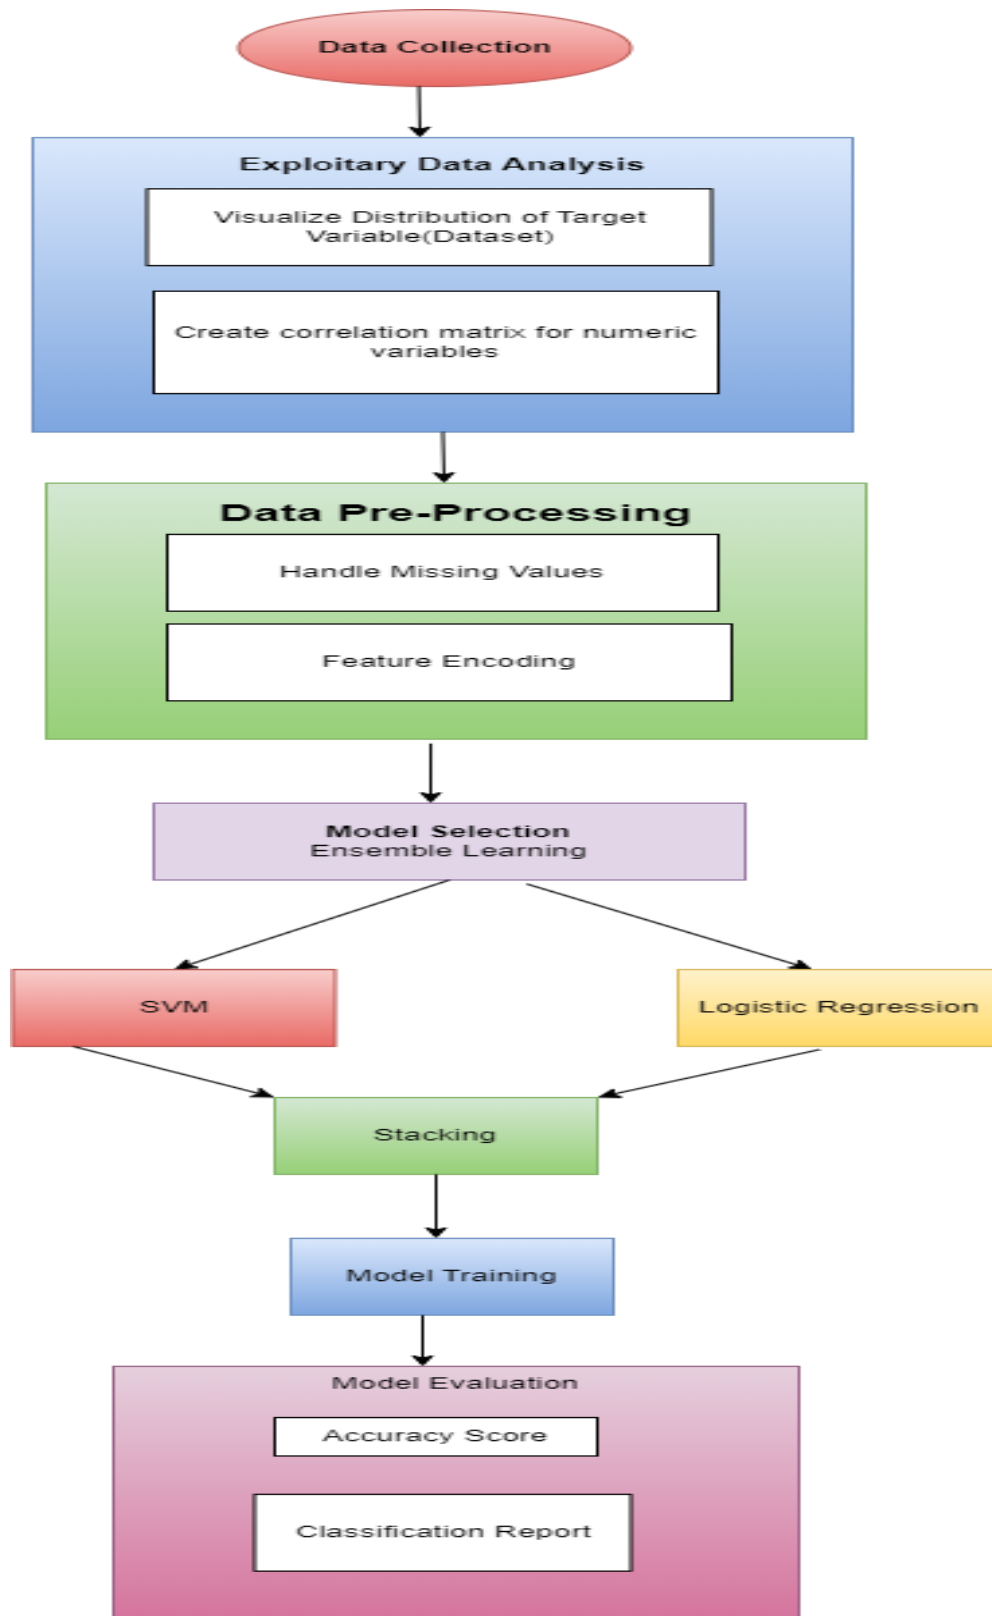 Data Collection
Exploitary Data Analysis
Visualize Distribution of Target
Variable(Dataset)
Create correlation matrix for numeric
variables
Data Pre-Processing
Handle Missing Values
Feature Encoding
Model Selection
Ensemble Learning
SVM
Logistic Regression
Stacking
Model Training
Model Evaluation
Accuracy Score
Classification Report